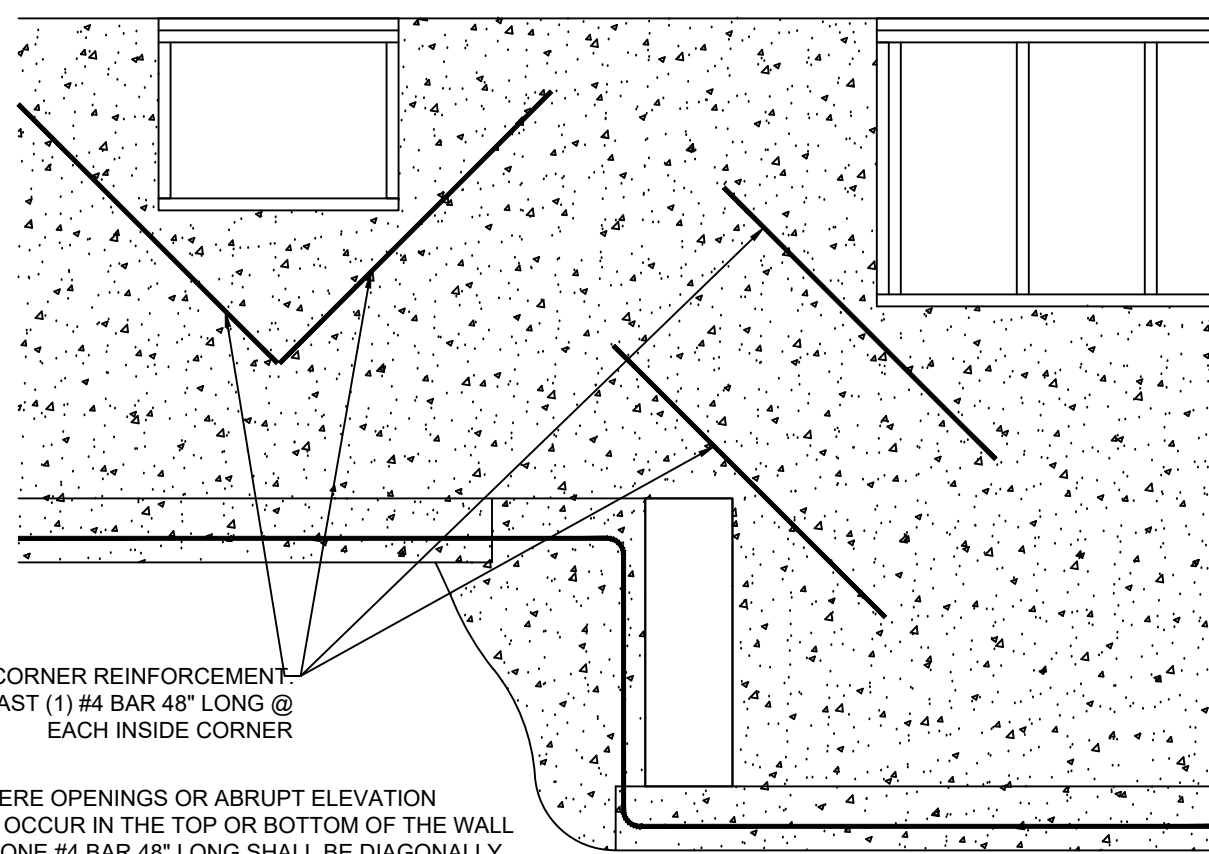 CORNER REINFORCEMENT
AST (1) #4 BAR 48" LONG @
EACH INSIDE CORNER
ERE OPENINGS OR ABRUPT ELEVATION
OCCUR IN THE TOP OR BOTTOM OF THE WALL
ONE #4 BAR 48" LONG SHALL BE DIAGONALLY